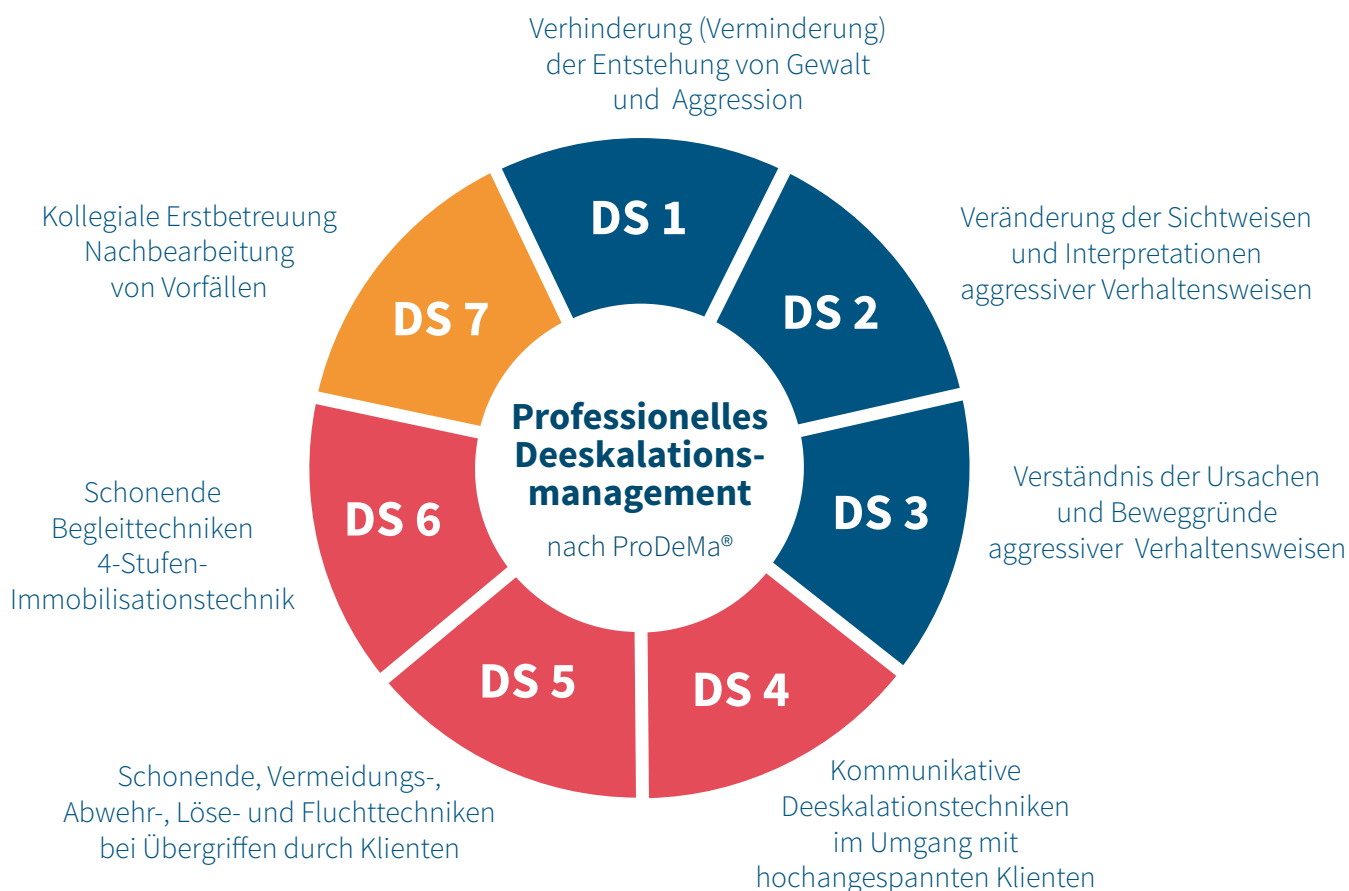 Verhinderung (Verminderung)
der Entstehung von Gewalt
und Aggression
DS 1
Veränderung der Sichtweisen
und Interpretationen
aggressiver Verhaltensweisen
DS 2
Verständnis der Ursachen
und Beweggründe
aggressiver Verhaltensweisen
DS 3
Kommunikative
Deeskalationstechniken
im Umgang mit
hochangespannten Klienten
DS 4
Schonende, Vermeidungs-,
Abwehr-, Löse- und Fluchttechniken
bei Übergriffen durch Klienten
DS 5
Schonende
Begleittechniken
4-Stufen-
Immobilisationstechnik
DS 6
Kollegiale Erstbetreuung
Nachbearbeitung
von Vorfällen
DS 7
Professionelles
Deeskalations-
management
nach ProDeMa®